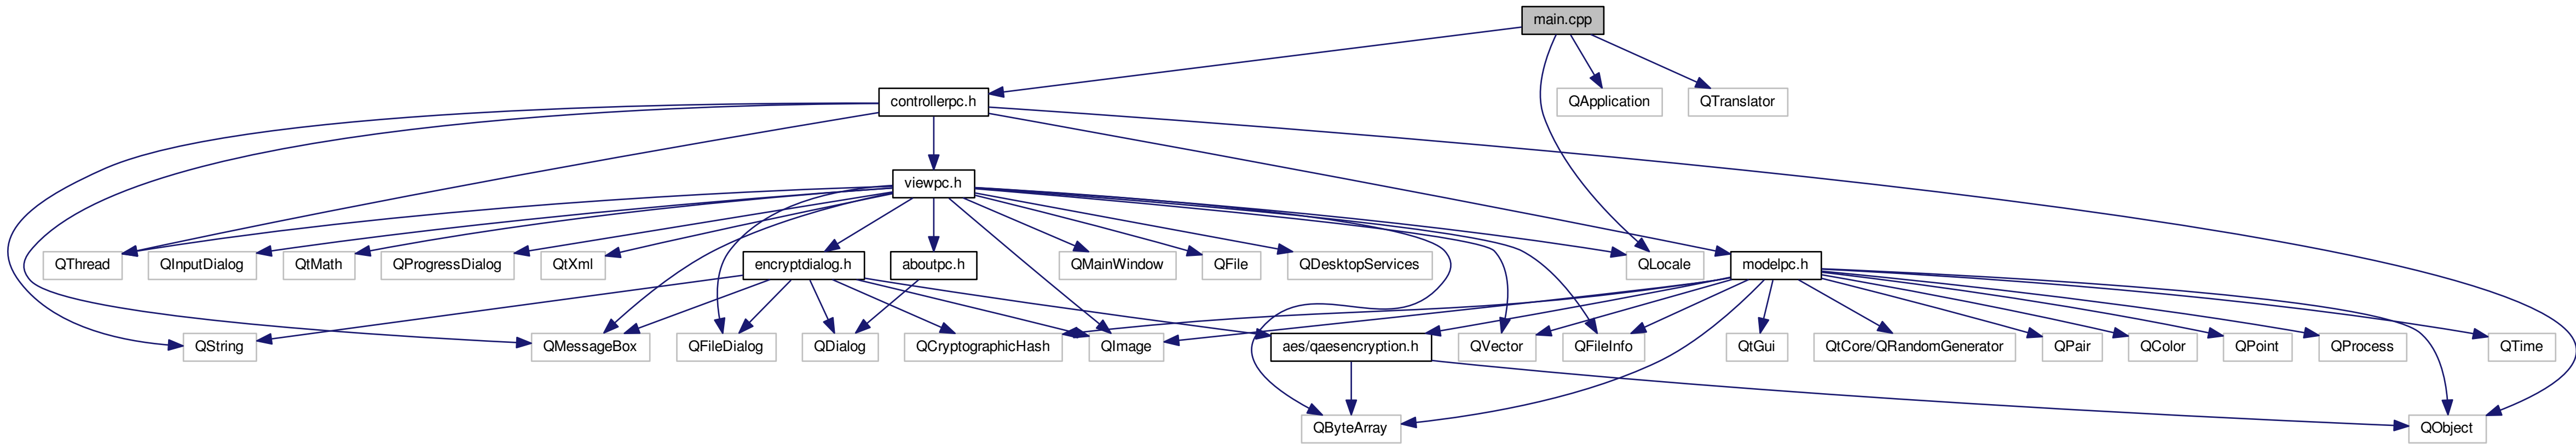 main.cpp
controllerpc.h
QApplication
QTranslator
viewpc.h
QThread
QInputDialog
QtMath
QProgressDialog
QtXml
encryptdialog.h
aboutpc.h
QMainWindow
QFile
QDesktopServices
QLocale
modelpc.h
QString
QMessageBox
QFileDialog
QDialog
QCryptographicHash
QImage
aes/qaesencryption.h
QVector
QFileInfo
QtGui
QtCore/QRandomGenerator
QPair
QColor
QPoint
QProcess
QTime
QByteArray
QObject